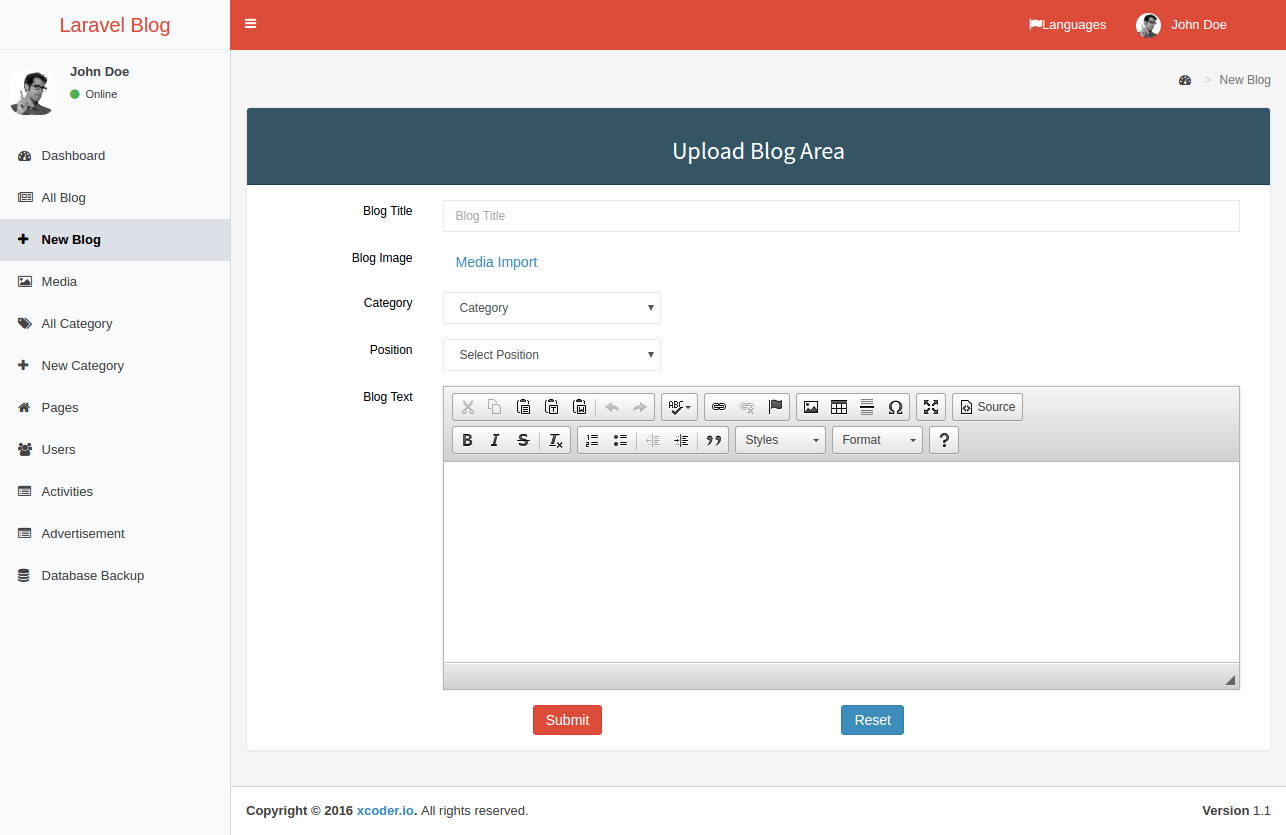 Laravel Blog
Languages
John Doe
John Doe
Online
Dashboard
All Blog
New Blog
Media
All Category
New Category
Pages
Users
Activities
Advertisement
Database Backup
> New Blog
Upload Blog Area
Blog Title
Blog Title
Blog Image
Media Import
Category
Category
Position
Select Position
Blog Text
ABC
Source
B I S Tx
Styles
Format
?
Submit
Reset
Copyright © 2016 xcoder.io. All rights reserved.
Version 1.1